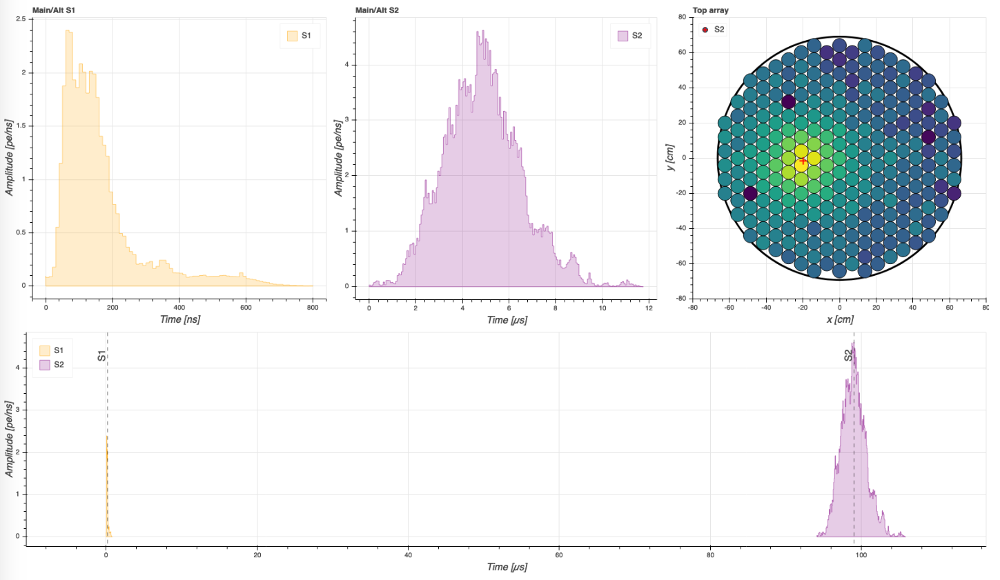 Main/Alt S1
2.5
2
1.5
1
0.5
0
Amplitude [pe/ns]
S1
0
200
400
600
800
Time [ns]
Main/Alt S2
4
3
2
1
0
Amplitude [pe/ns]
S2
0
2
4
6
8
10
12
Time [µs]
Top array
80
60
40
20
0
-20
-40
-60
-80
y [cm]
S2
-80
-60
-40
-20
0
20
40
60
80
x [cm]
S1
S2
4
3
2
1
0
Amplitude [pe/ns]
S1
S2
0
20
40
60
80
100
Time [µs]